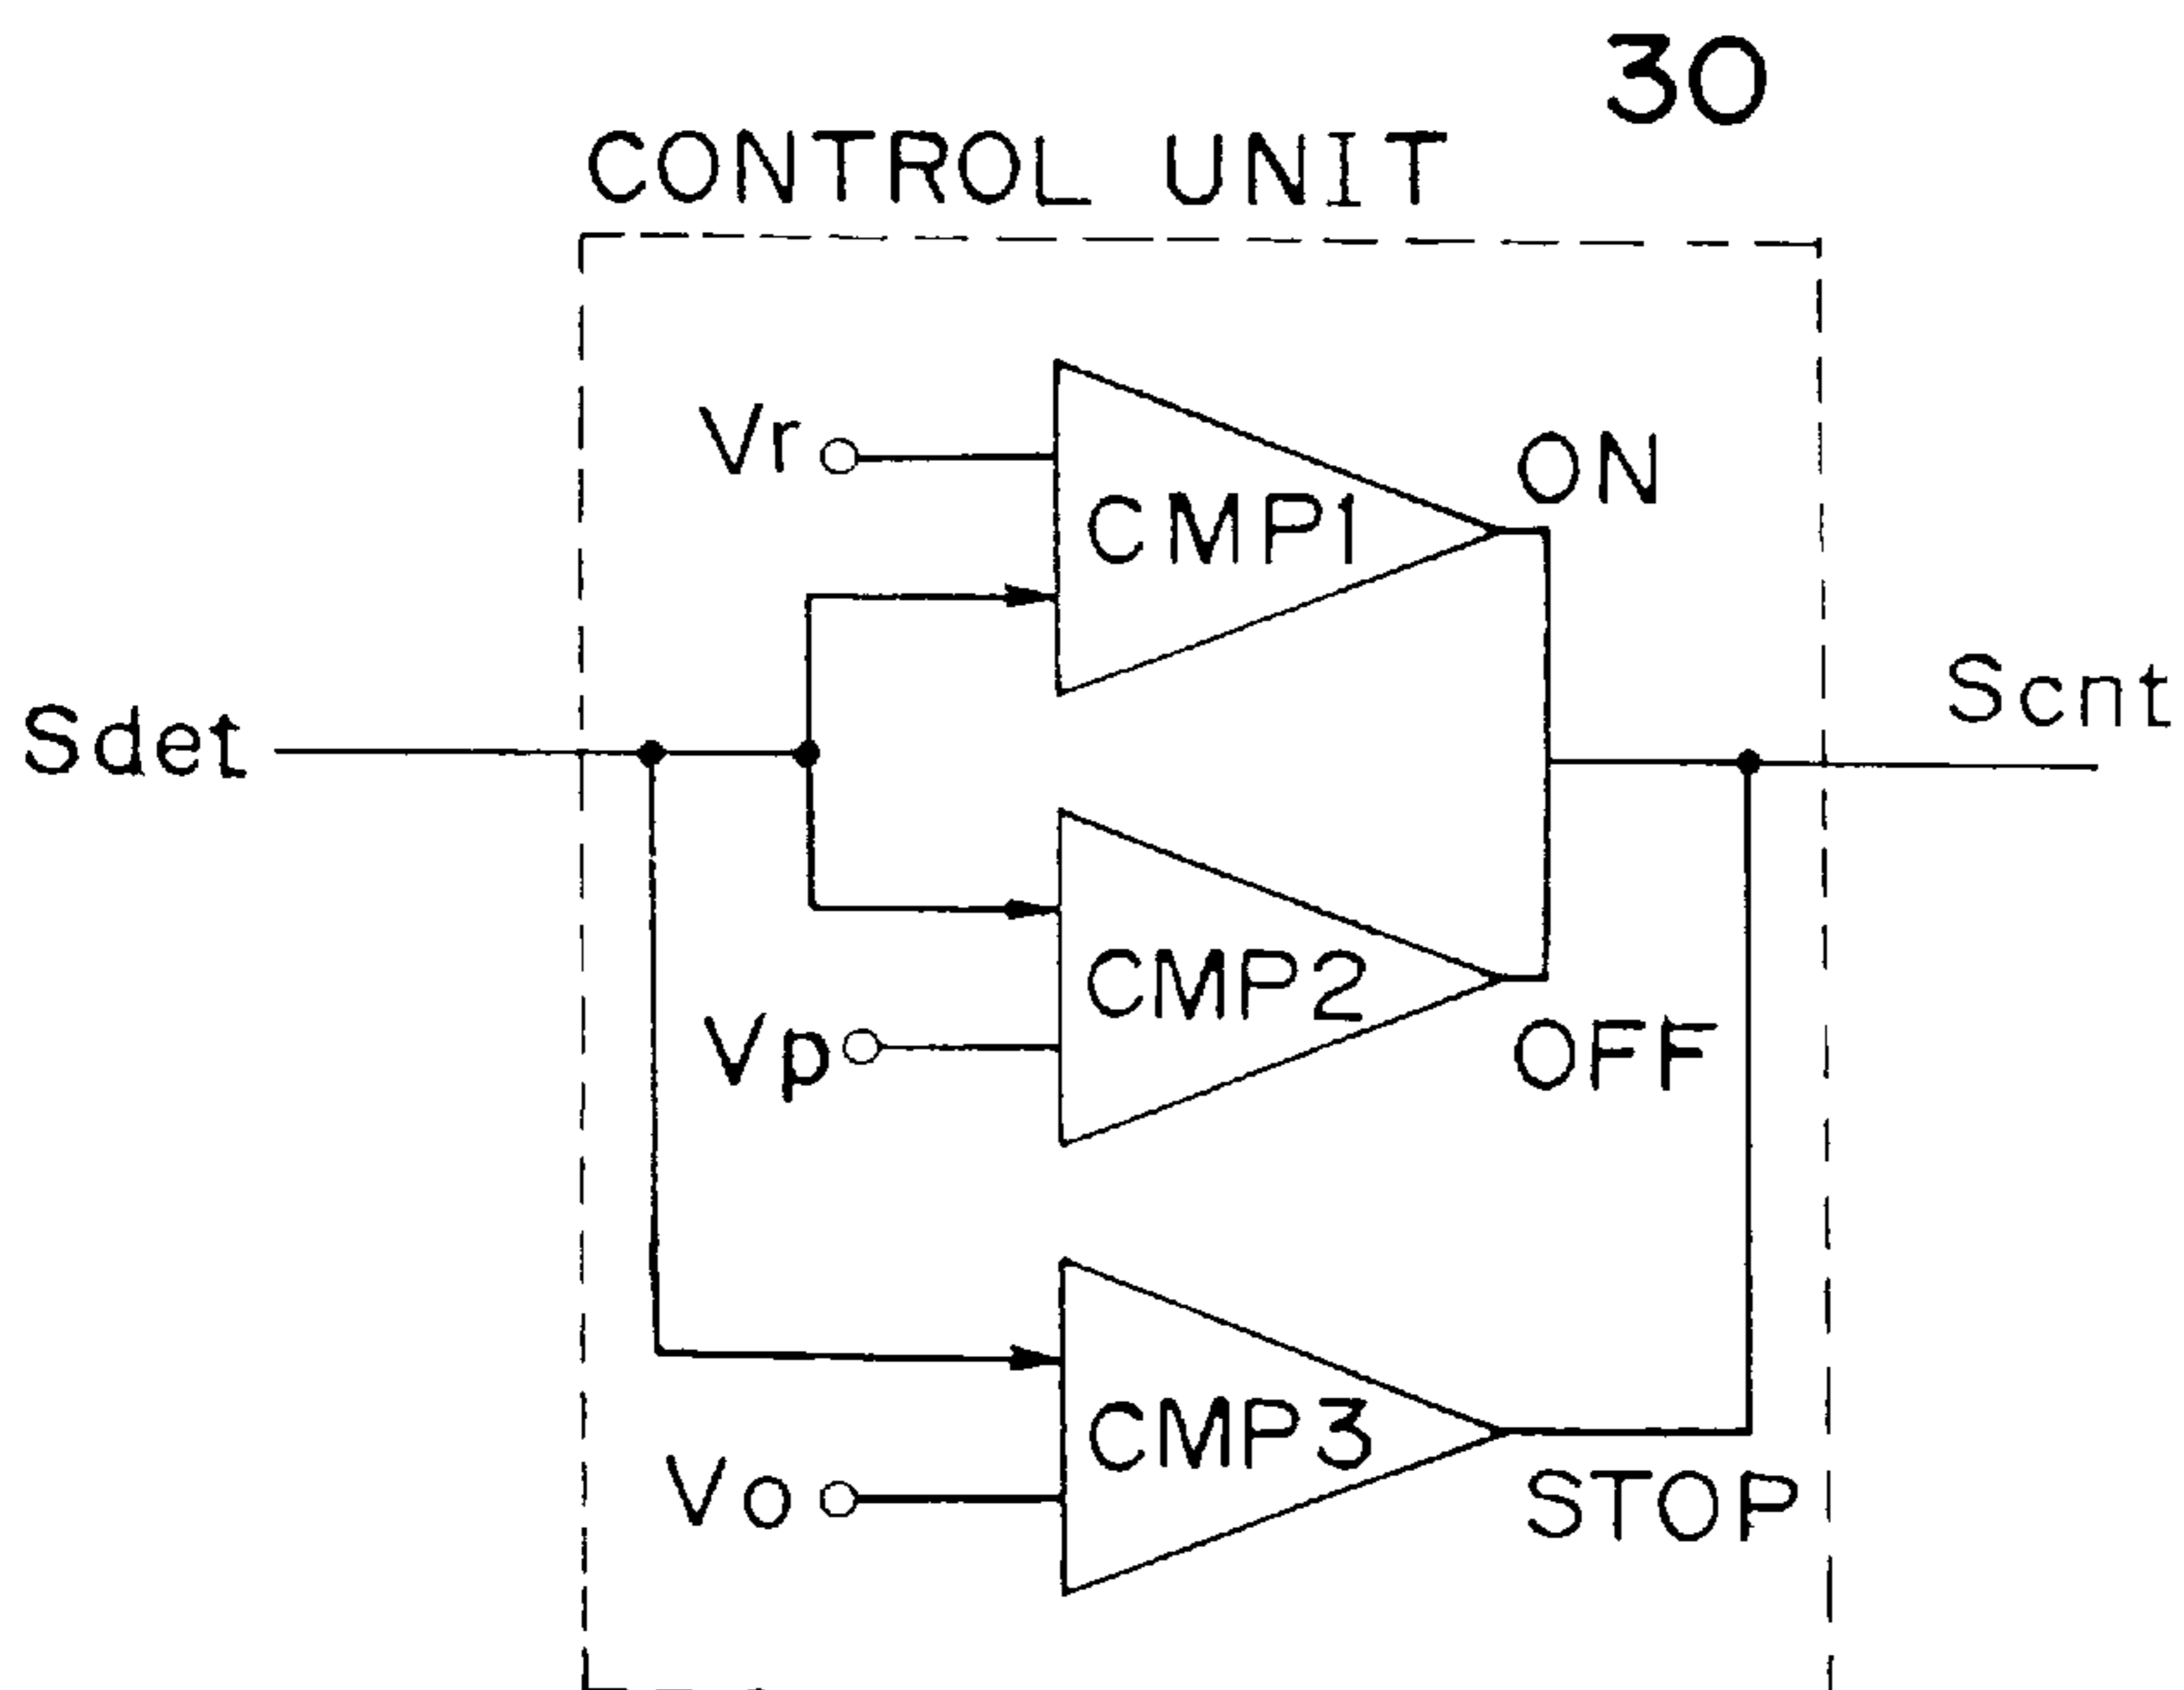 30
CONTROL UNIT
Vr
ON
CMP1
Scnt
Sdet
CMP2
Vp
OFF
CMP3
Vo
STOP